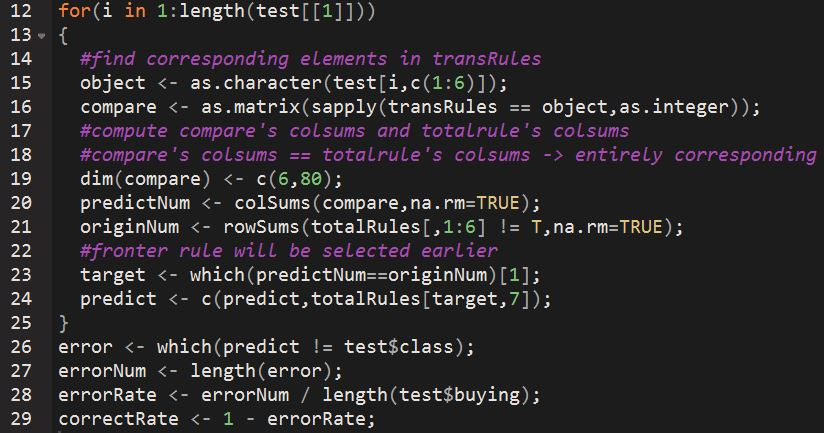 12 for(i in 1:length(test[[1]]))
13 {
14 #find corresponding elements in transRules
15 object <- as.character(test[i,c(1:6)]);
16 compare <- as.matrix(sapply(transRules == object,as.integer));
17 #compute compare's colsums and totalrule's colsums
18 #compare's colsums == totalrule's colsums -> entirely corresponding
19 dim(compare) <- c(6,80);
20 predictNum <- colSums(compare,na.rm=TRUE);
21 originNum <- rowSums(totalRules[,1:6] != T,na.rm=TRUE);
22 #fronter rule will be selected earlier
23 target <- which(predictNum==originNum)[1];
24 predict <- c(predict,totalRules[target,7]);
25 }
26 error <- which(predict != test$class);
27 errorNum <- length(error);
28 errorRate <- errorNum / length(test$buying);
29 correctRate <- 1 - errorRate;